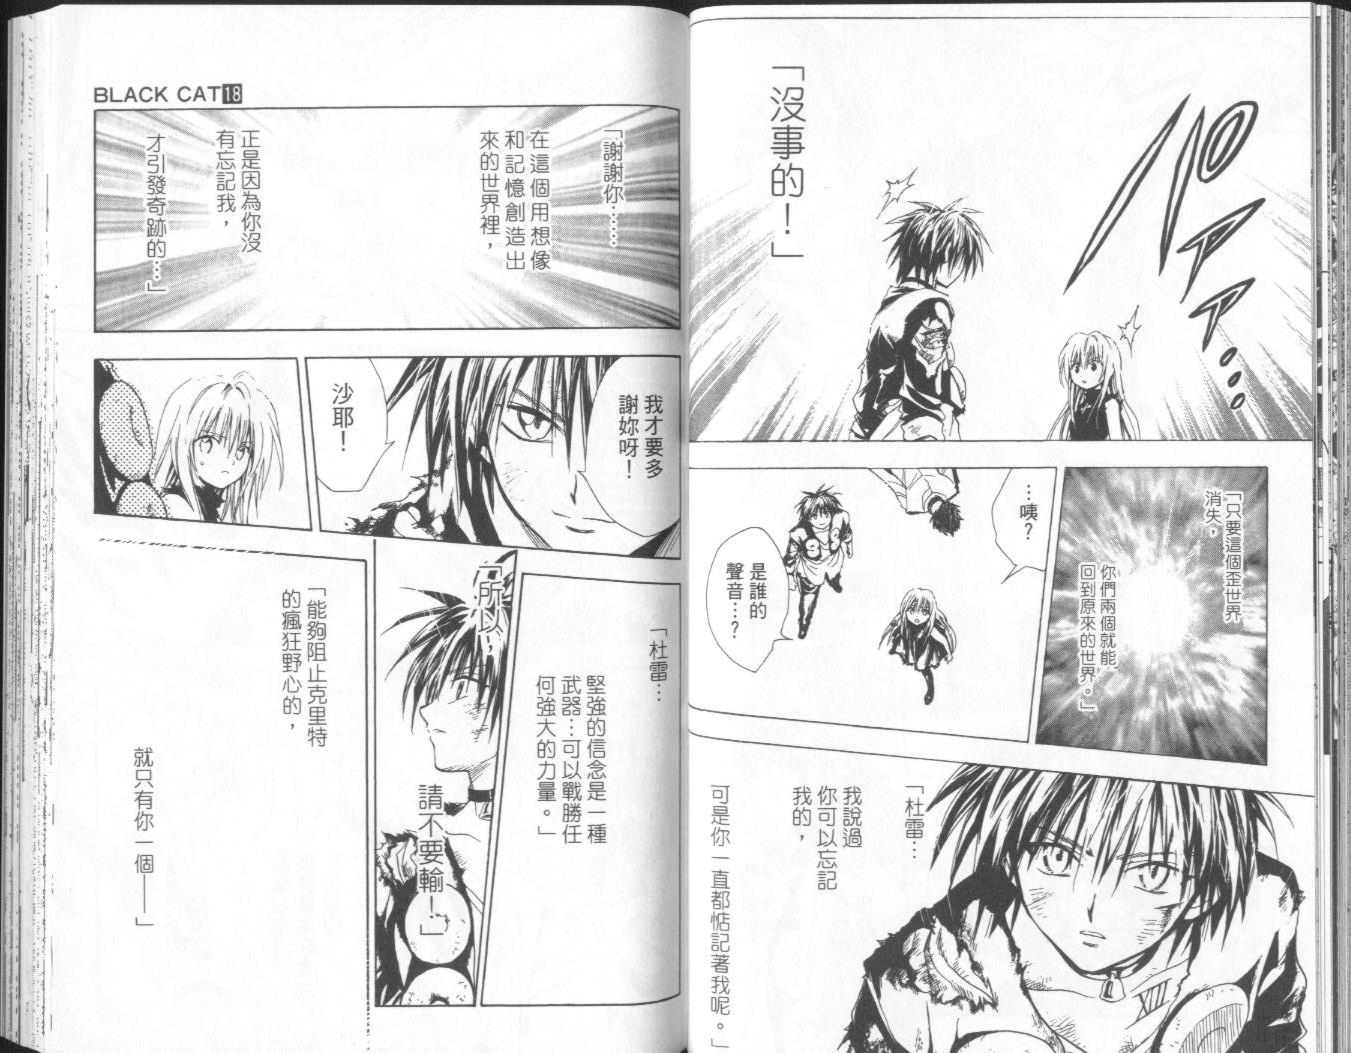 パァァァ…
「沒事的！」
「只要這個歪世界
消失，
你們兩個就能
回到原來的世界。」
…咦？
是誰的
聲音…？
「杜雷…
我說過
你可以忘記
我的，
可是你一直都惦記著我呢。」
BLACK CAT 18
「謝謝你……
在這個用想像
和記憶創造出
來的世界裡，
正是因為你沒
有忘記我，
才引發奇跡的…」
我才要多
謝妳呀！
沙耶！
「杜雷…
堅強的信念是一種
武器…可以戰勝任
何強大的力量。」
「所以，
請不要輸！」
「能夠阻止克里特
的瘋狂野心的，
就只有你一個——」